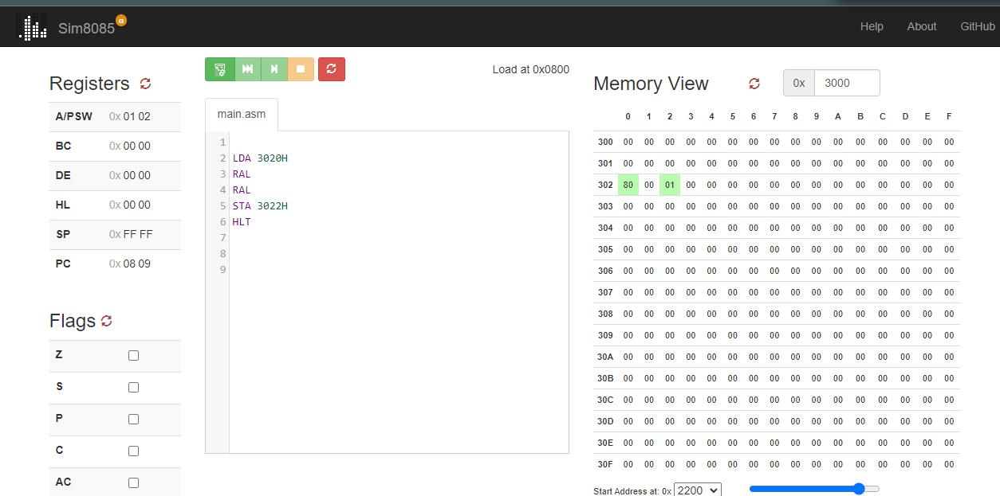 Sim8085 α
Help About GitHub
Registers
A/PSW 0x 01 02
BC 0x 00 00
DE 0x 00 00
HL 0x 00 00
SP 0x FF FF
PC 0x 08 09
Flags
Z
S
P
C
AC
Load at 0x0800
main.asm
1
2 LDA 3020H
3 RAL
4 RAL
5 STA 3022H
6 HLT
7
8
9
Memory View 0x 3000
0 1 2 3 4 5 6 7 8 9 A B C D E F
300 00 00 00 00 00 00 00 00 00 00 00 00 00 00 00 00
301 00 00 00 00 00 00 00 00 00 00 00 00 00 00 00 00
302 80 00 01 00 00 00 00 00 00 00 00 00 00 00 00 00
303 00 00 00 00 00 00 00 00 00 00 00 00 00 00 00 00
304 00 00 00 00 00 00 00 00 00 00 00 00 00 00 00 00
305 00 00 00 00 00 00 00 00 00 00 00 00 00 00 00 00
306 00 00 00 00 00 00 00 00 00 00 00 00 00 00 00 00
307 00 00 00 00 00 00 00 00 00 00 00 00 00 00 00 00
308 00 00 00 00 00 00 00 00 00 00 00 00 00 00 00 00
309 00 00 00 00 00 00 00 00 00 00 00 00 00 00 00 00
30A 00 00 00 00 00 00 00 00 00 00 00 00 00 00 00 00
30B 00 00 00 00 00 00 00 00 00 00 00 00 00 00 00 00
30C 00 00 00 00 00 00 00 00 00 00 00 00 00 00 00 00
30D 00 00 00 00 00 00 00 00 00 00 00 00 00 00 00 00
30E 00 00 00 00 00 00 00 00 00 00 00 00 00 00 00 00
30F 00 00 00 00 00 00 00 00 00 00 00 00 00 00 00 00
Start Address at: 0x 2200